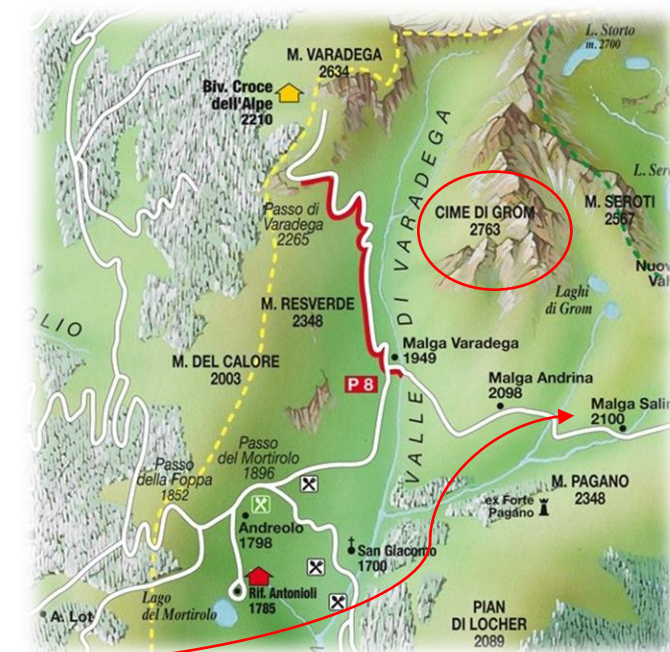 L. Storto
m. 2700
M. VARADEGA
2634
Biv. Croce
dell'Alpe
2210
L. Ser
M. SEROTI
2567
CIME DI GROM
2763
Passo di
Varadega
2265
Nuov
Val
Laghi
di Grom
M. RESVERDE
2348
GLIO
VALLE DI VARADEGA
Malga Varadega
1949
M. DEL CALORE
2003
P 8
Malga Andrina
2098
Malga Salin
2100
Passo
del Mortirolo
1896
Passo
della Foppa
1852
M. PAGANO
2348
ex Forte
Pagano
Andreolo
1798
San Giacomo
1700
Rif. Antonioli
1785
Lago
del Mortirolo
A. Lot
PIAN
DI LOCHER
2089